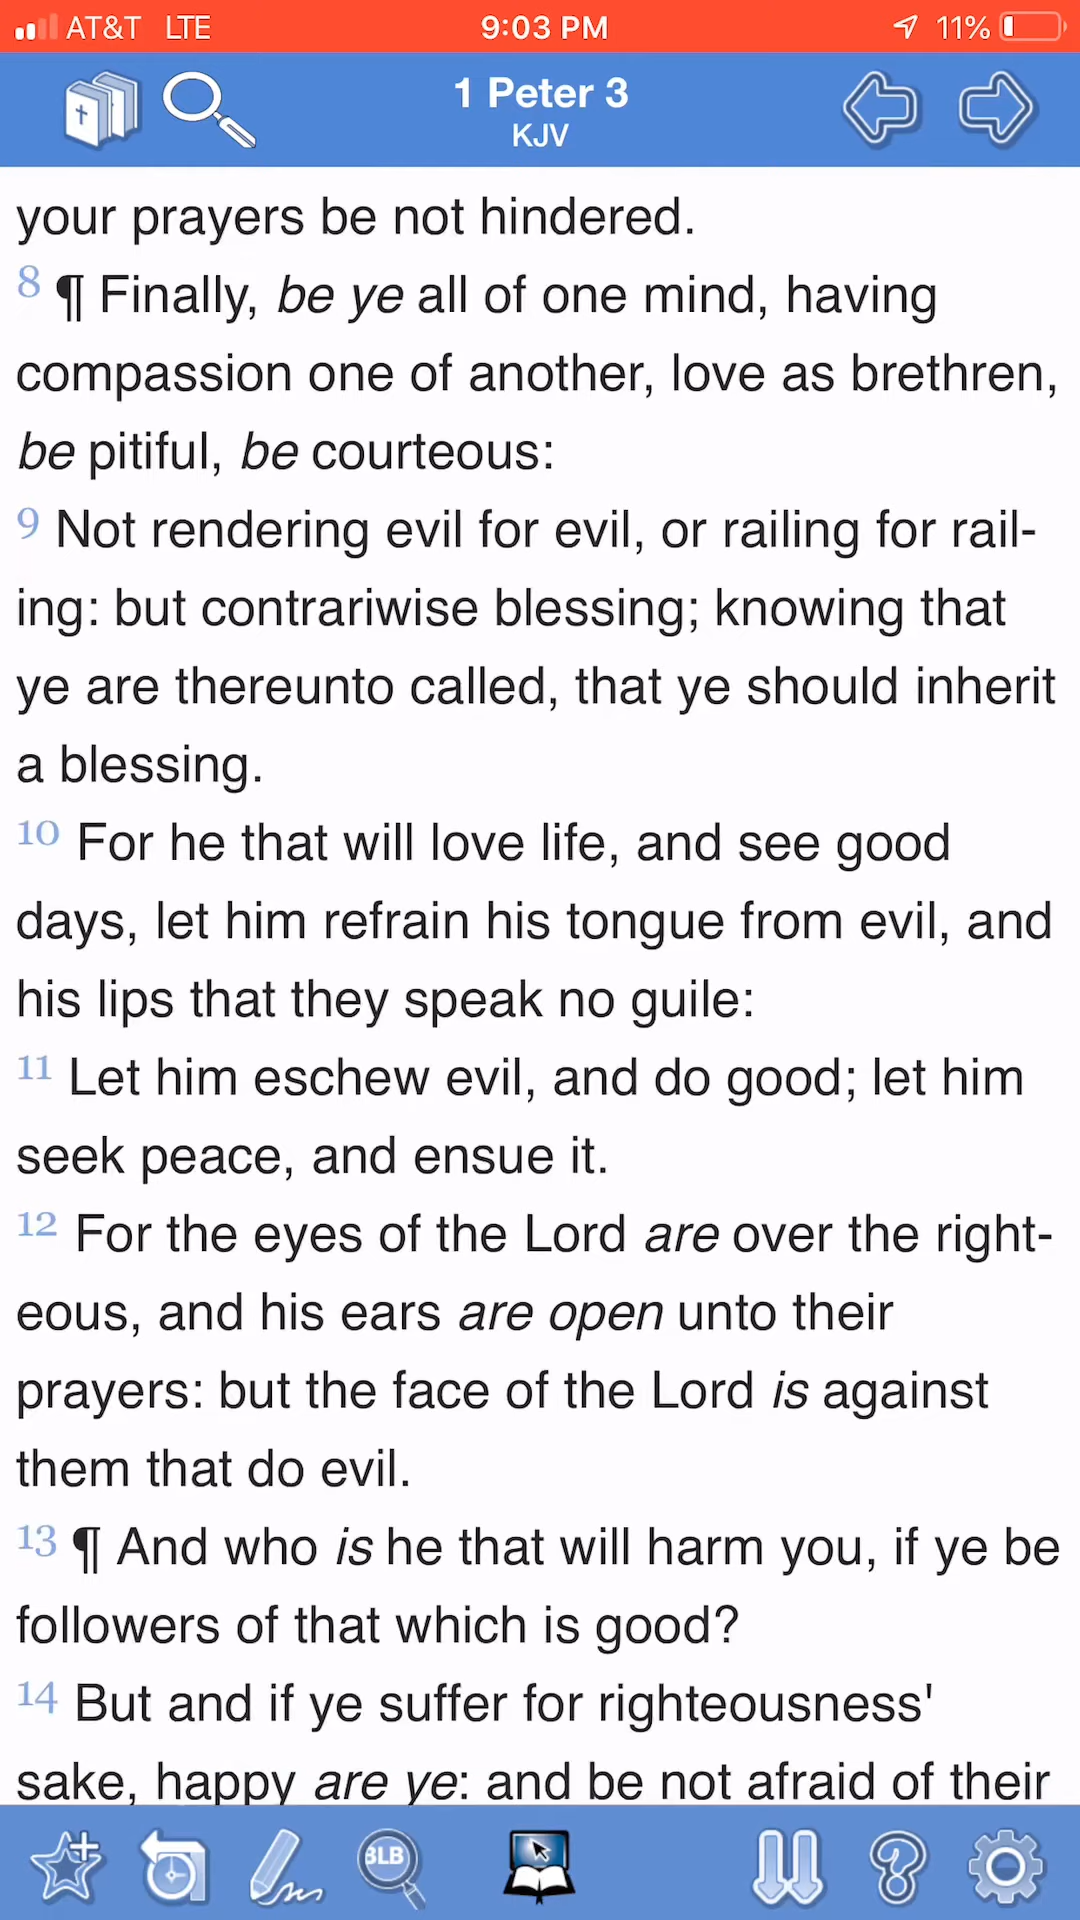 AT&T LTE 9:03 PM 11%
1 Peter 3
KJV
your prayers be not hindered.
8 ¶ Finally, be ye all of one mind, having
compassion one of another, love as brethren,
be pitiful, be courteous:
9 Not rendering evil for evil, or railing for rail-
ing: but contrariwise blessing; knowing that
ye are thereunto called, that ye should inherit
a blessing.
10 For he that will love life, and see good
days, let him refrain his tongue from evil, and
his lips that they speak no guile:
11 Let him eschew evil, and do good; let him
seek peace, and ensue it.
12 For the eyes of the Lord are over the right-
eous, and his ears are open unto their
prayers: but the face of the Lord is against
them that do evil.
13 ¶ And who is he that will harm you, if ye be
followers of that which is good?
14 But and if ye suffer for righteousness'
sake, happy are ye: and be not afraid of their
BLB